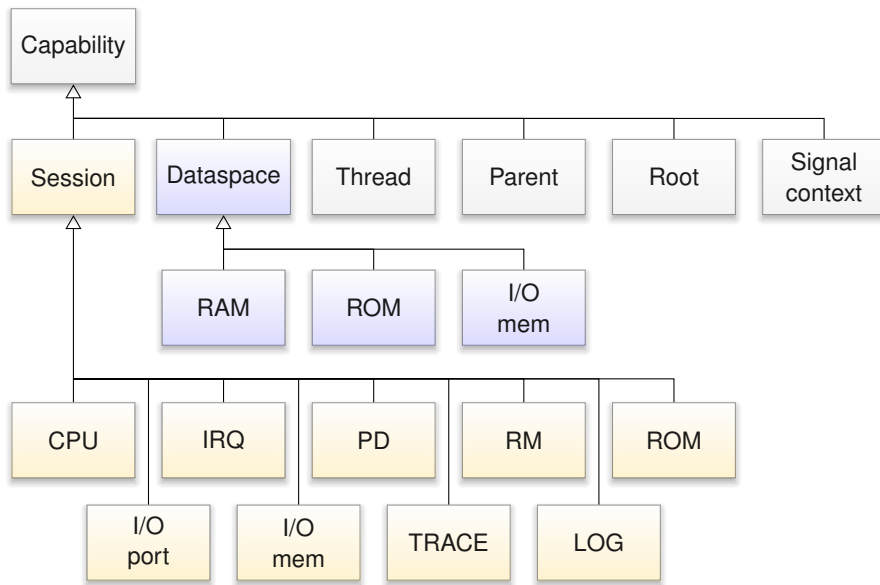 Capability
Session
Dataspace
Thread
Parent
Root
Signal
context
RAM
ROM
I/O
mem
CPU
IRQ
PD
RM
ROM
I/O
port
I/O
mem
TRACE
LOG